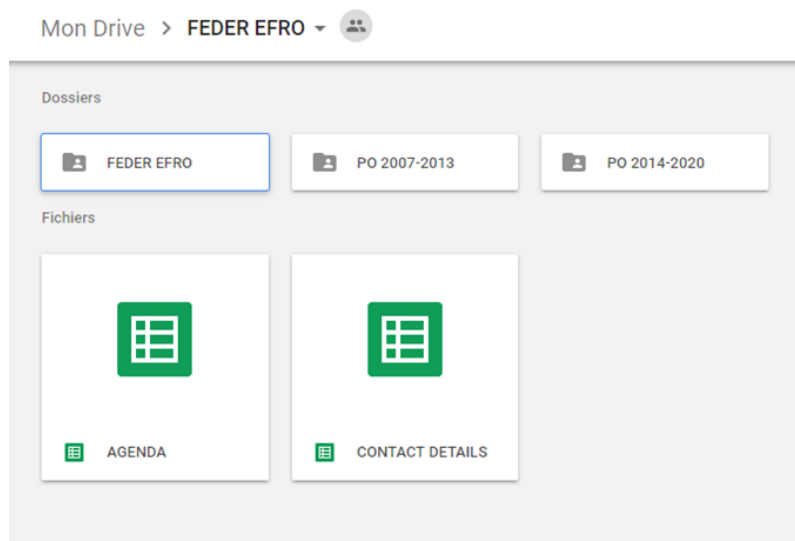 Mon Drive > FEDER EFRO
Dossiers
FEDER EFRO PO 2007-2013 PO 2014-2020
Fichiers
AGENDA CONTACT DETAILS